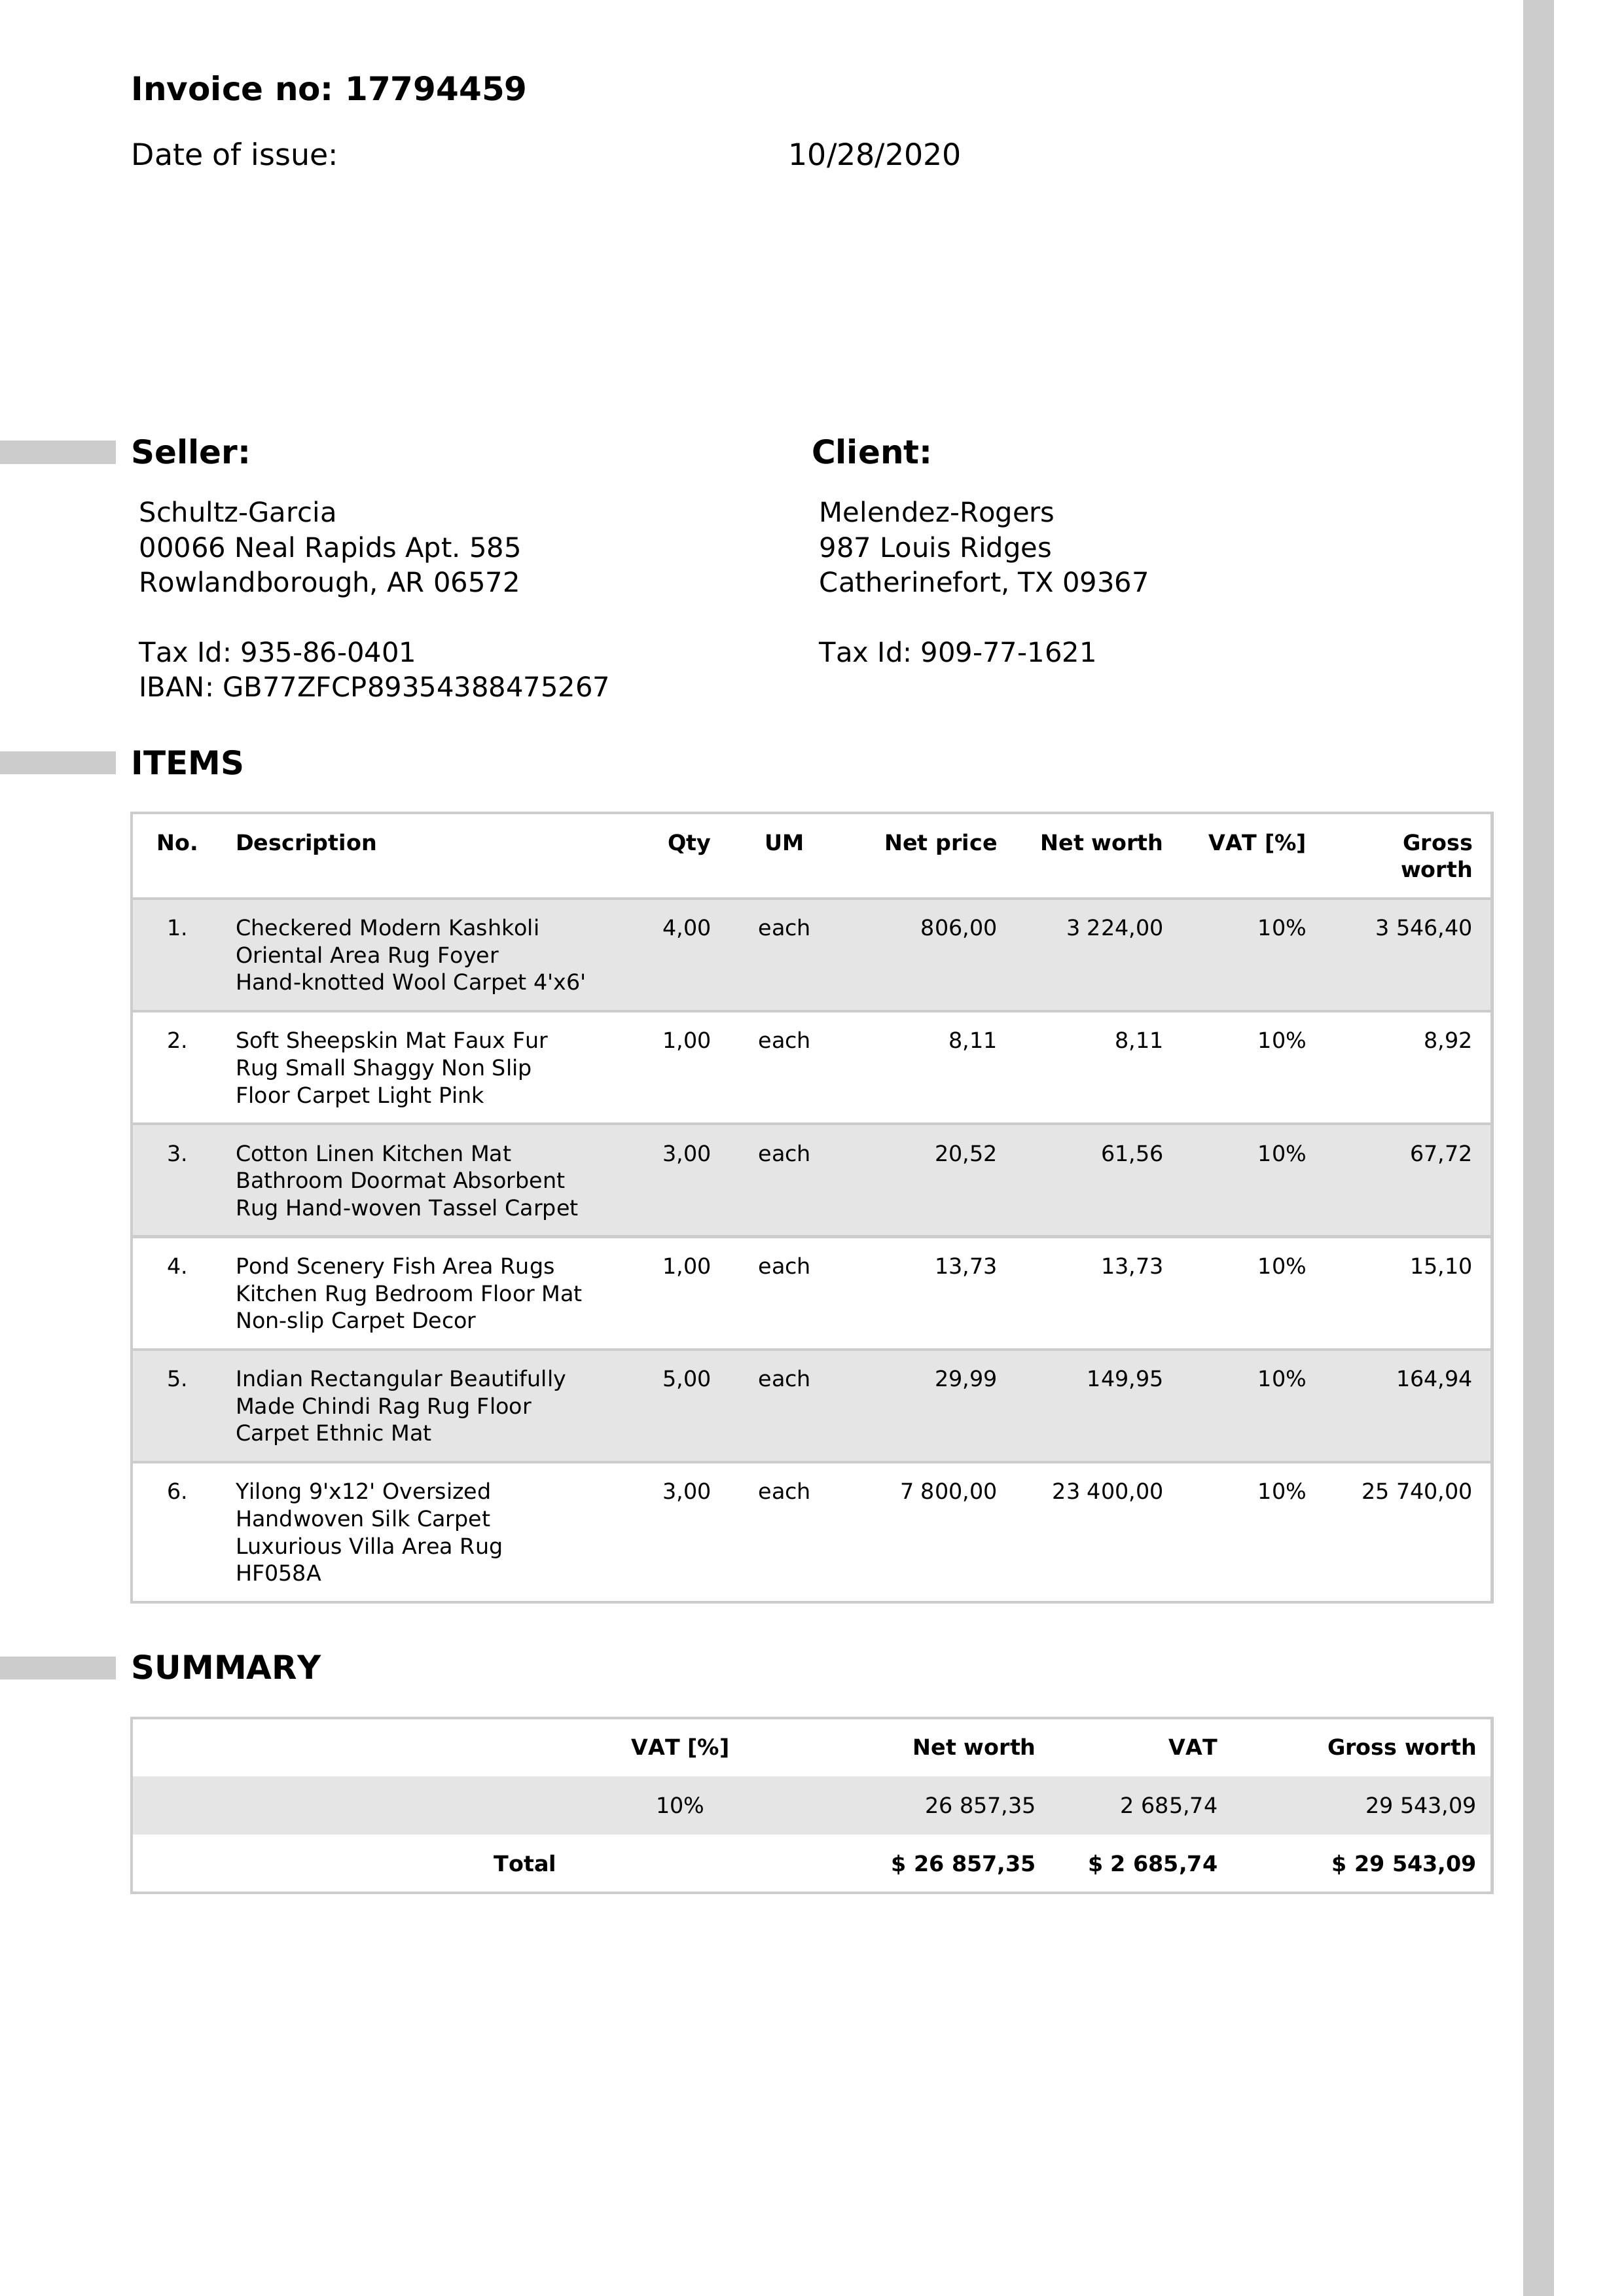 Invoice no: 17794459
Date of issue: 10/28/2020
Seller:
Schultz-Garcia
00066 Neal Rapids Apt. 585
Rowlandborough, AR 06572
Tax Id: 935-86-0401
IBAN: GB77ZFCP89354388475267
Client:
Melendez-Rogers
987 Louis Ridges
Catherinefort, TX 09367
Tax Id: 909-77-1621
ITEMS
No. Description Qty UM Net price Net worth VAT [%] Gross
worth
1. Checkered Modern Kashkoli 4,00 each 806,00 3 224,00 10% 3 546,40
Oriental Area Rug Foyer
Hand-knotted Wool Carpet 4'x6'
2. Soft Sheepskin Mat Faux Fur 1,00 each 8,11 8,11 10% 8,92
Rug Small Shaggy Non Slip
Floor Carpet Light Pink
3. Cotton Linen Kitchen Mat 3,00 each 20,52 61,56 10% 67,72
Bathroom Doormat Absorbent
Rug Hand-woven Tassel Carpet
4. Pond Scenery Fish Area Rugs 1,00 each 13,73 13,73 10% 15,10
Kitchen Rug Bedroom Floor Mat
Non-slip Carpet Decor
5. Indian Rectangular Beautifully 5,00 each 29,99 149,95 10% 164,94
Made Chindi Rag Rug Floor
Carpet Ethnic Mat
6. Yilong 9'x12' Oversized 3,00 each 7 800,00 23 400,00 10% 25 740,00
Handwoven Silk Carpet
Luxurious Villa Area Rug
HF058A
SUMMARY
VAT [%] Net worth VAT Gross worth
10% 26 857,35 2 685,74 29 543,09
Total $ 26 857,35 $ 2 685,74 $ 29 543,09